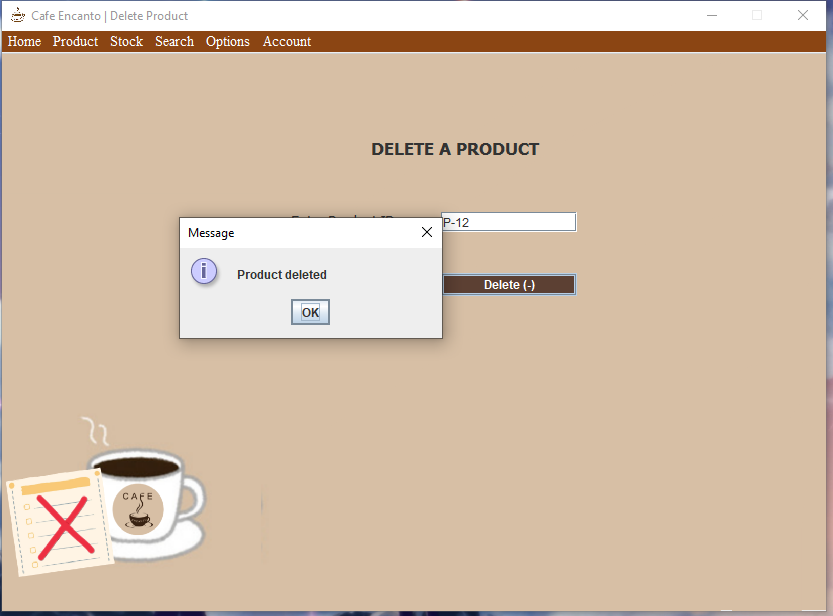 Cafe Encanto | Delete Product
Home Product Stock Search Options Account
DELETE A PRODUCT
P-12
Message
Product deleted
OK
Delete (-)
CAFE